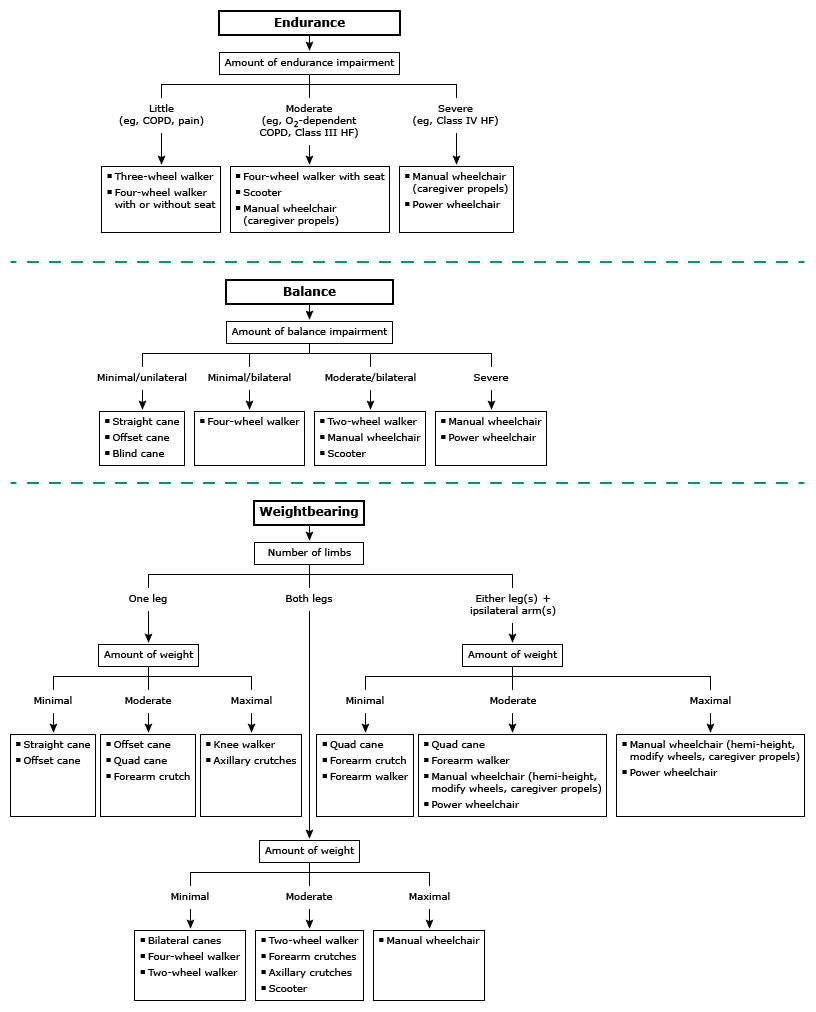 Endurance
Amount of endurance impairment
Little
(eg, COPD, pain)
Moderate
(eg, O2-dependent
COPD, Class III HF)
Severe
(eg, Class IV HF)
▪ Three-wheel walker
▪ Four-wheel walker
with or without seat
▪ Four-wheel walker with seat
▪ Scooter
▪ Manual wheelchair
(caregiver propels)
▪ Manual wheelchair
(caregiver propels)
▪ Power wheelchair
Balance
Amount of balance impairment
Minimal/unilateral
Minimal/bilateral
Moderate/bilateral
Severe
▪ Straight cane
▪ Offset cane
▪ Blind cane
▪ Four-wheel walker
▪ Two-wheel walker
▪ Manual wheelchair
▪ Scooter
▪ Manual wheelchair
▪ Power wheelchair
Weightbearing
Number of limbs
One leg
Both legs
Either leg(s) +
ipsilateral arm(s)
Amount of weight
Amount of weight
Minimal
Moderate
Maximal
Minimal
Moderate
Maximal
▪ Straight cane
▪ Offset cane
▪ Offset cane
▪ Quad cane
▪ Forearm crutch
▪ Knee walker
▪ Axillary crutches
▪ Quad cane
▪ Forearm crutch
▪ Forearm walker
▪ Quad cane
▪ Forearm walker
▪ Manual wheelchair (hemi-height,
modify wheels, caregiver propels)
▪ Power wheelchair
▪ Manual wheelchair (hemi-height,
modify wheels, caregiver propels)
▪ Power wheelchair
Amount of weight
Minimal
Moderate
Maximal
▪ Bilateral canes
▪ Four-wheel walker
▪ Two-wheel walker
▪ Two-wheel walker
▪ Forearm crutches
▪ Axillary crutches
▪ Scooter
▪ Manual wheelchair